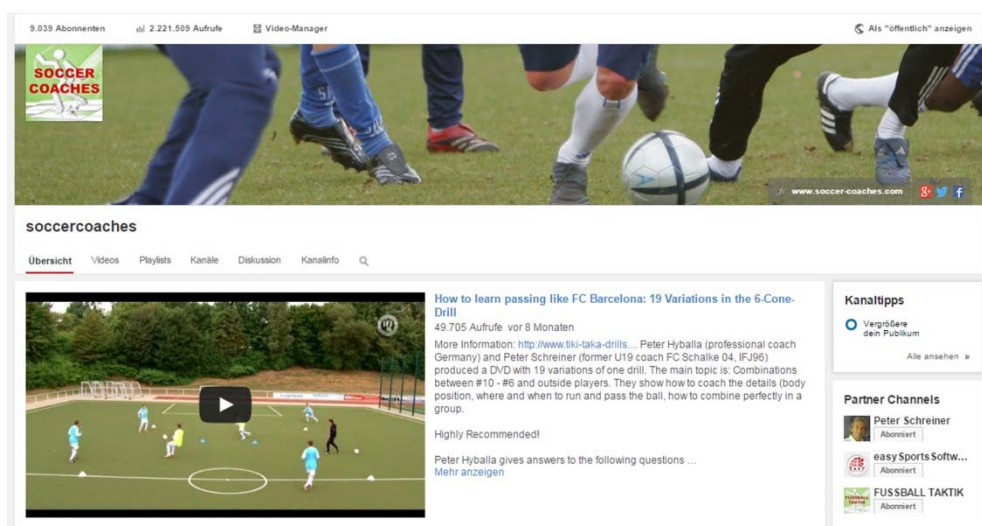 9.039 Abonnenten 2.221.509 Aufrufe Video-Manager Als "öffentlich" anzeigen
SOCCER
COACHES
www.soccer-coaches.com
soccercoaches
Übersicht Videos Playlists Kanäle Diskussion Kanalinfo
How to learn passing like FC Barcelona: 19 Variations in the 6-Cone-
Drill
49.705 Aufrufe vor 8 Monaten
More Information: http://www.tiki-taka-drills.... Peter Hyballa (professional coach
Germany) and Peter Schreiner (former U19 coach FC Schalke 04, IFJ96)
produced a DVD with 19 variations of one drill. The main topic is: Combinations
between #10 - #6 and outside players. They show how to coach the details (body
position, where and when to run and pass the ball, how to combine perfectly in a
group.
Highly Recommended!
Peter Hyballa gives answers to the following questions ...
Mehr anzeigen
Kanaltipps
Vergrößere
dein Publikum
Alle ansehen »
Partner Channels
Peter Schreiner
Abonniert
easy Sports Softw...
Abonniert
FUSSBALL TAKTIK
Abonniert